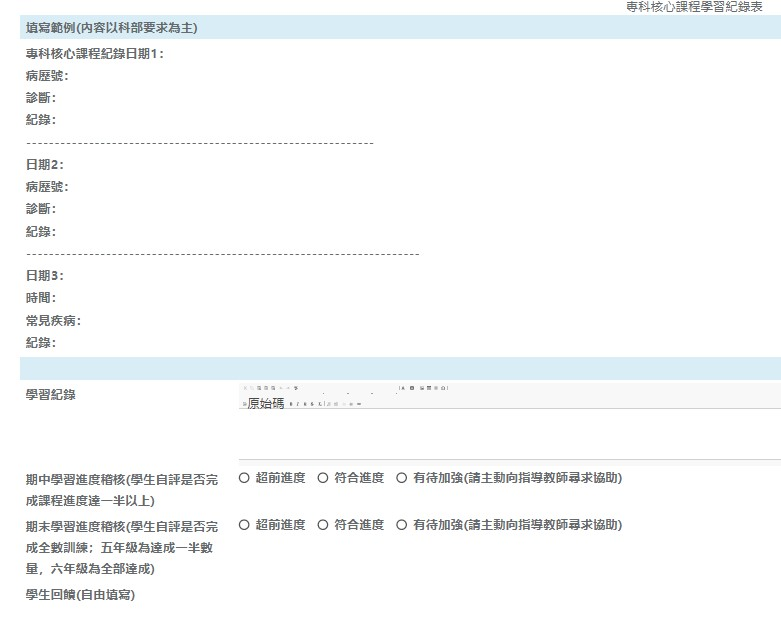 專科核心課程學習紀錄表
填寫範例(內容以科部要求為主)
專科核心課程紀錄日期1：
病歷號：
診斷：
紀錄：
-------------------------------------------------------------
日期2：
病歷號：
診斷：
紀錄：
---------------------------------------------------------------------
日期3：
時間：
常見疾病：
紀錄：
學習紀錄
原始碼
期中學習進度稽核(學生自評是否完
成課程進度達一半以上)
超前進度 符合進度 有待加強(請主動向指導教師尋求協助)
期末學習進度稽核(學生自評是否完
成全數訓練；五年級為達成一半數
量，六年級為全部達成)
超前進度 符合進度 有待加強(請主動向指導教師尋求協助)
學生回饋(自由填寫)